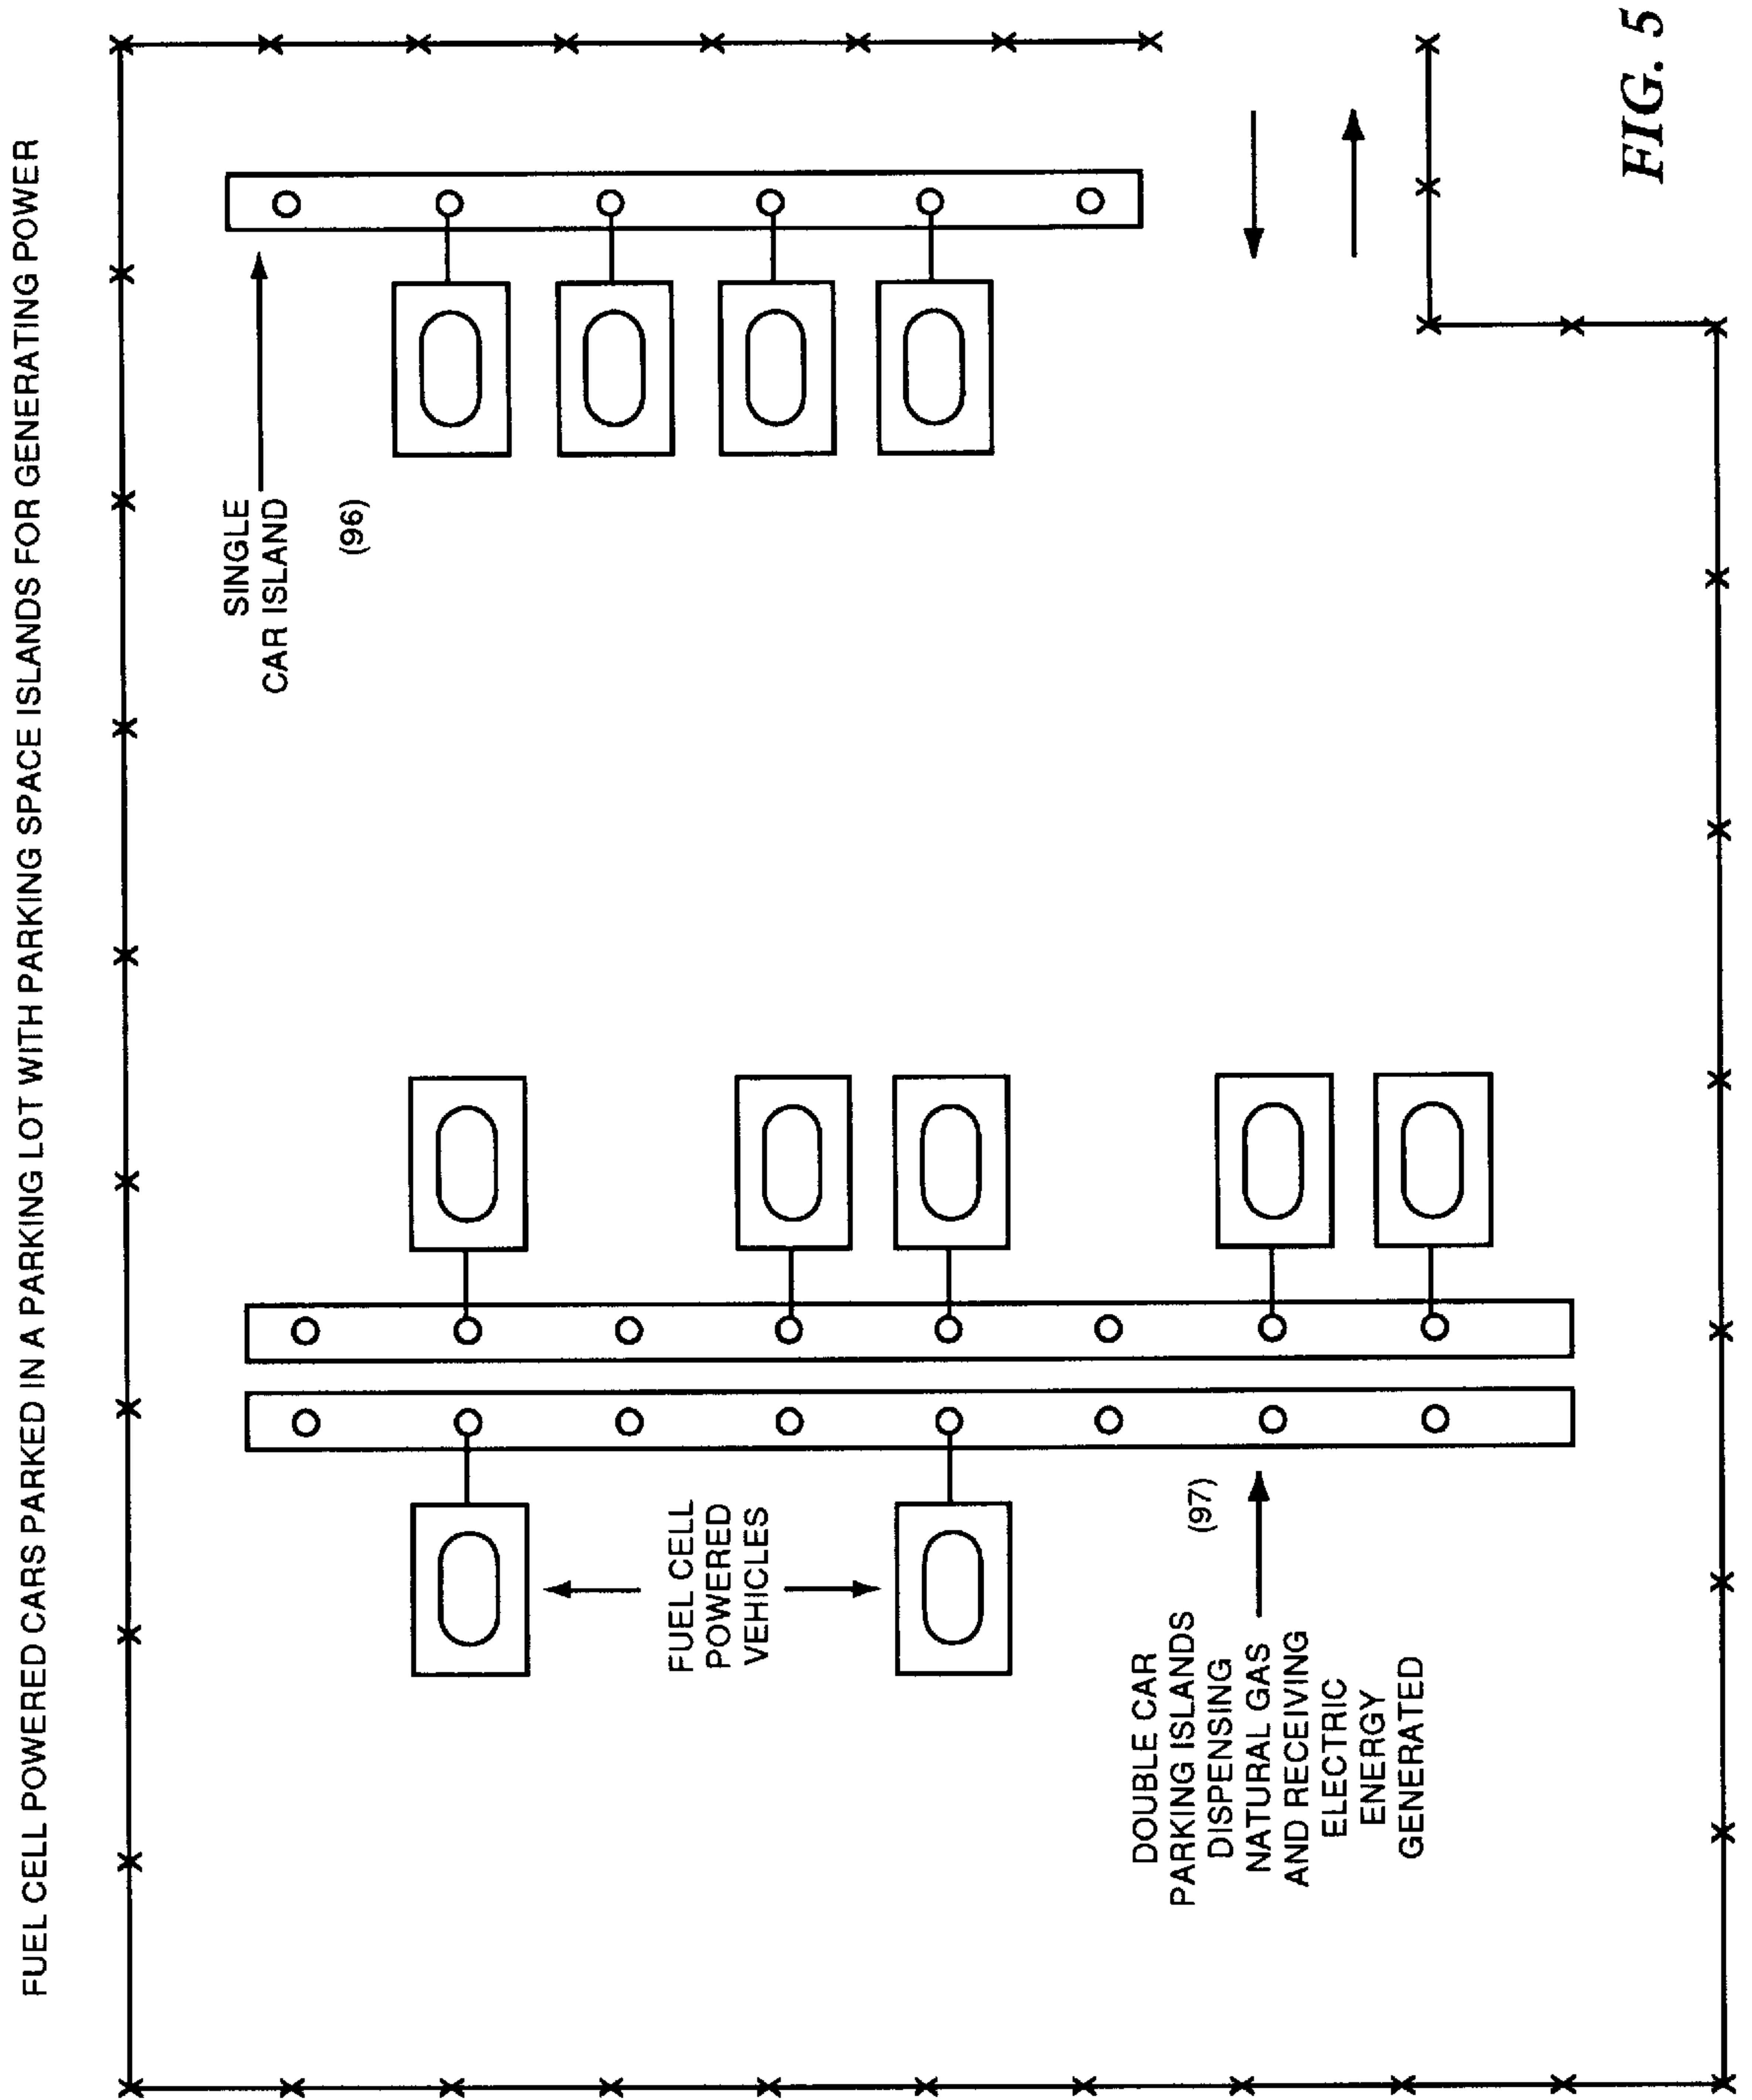 FUEL CELL POWERED CARS PARKED IN A PARKING LOT WITH PARKING SPACE ISLANDS FOR GENERATING POWER
SINGLE
CAR ISLAND
(96)
FUEL CELL
POWERED
VEHICLES
(97)
DOUBLE CAR
PARKING ISLANDS
DISPENSING
NATURAL GAS
AND RECEIVING
ELECTRIC
ENERGY
GENERATED
FIG. 5